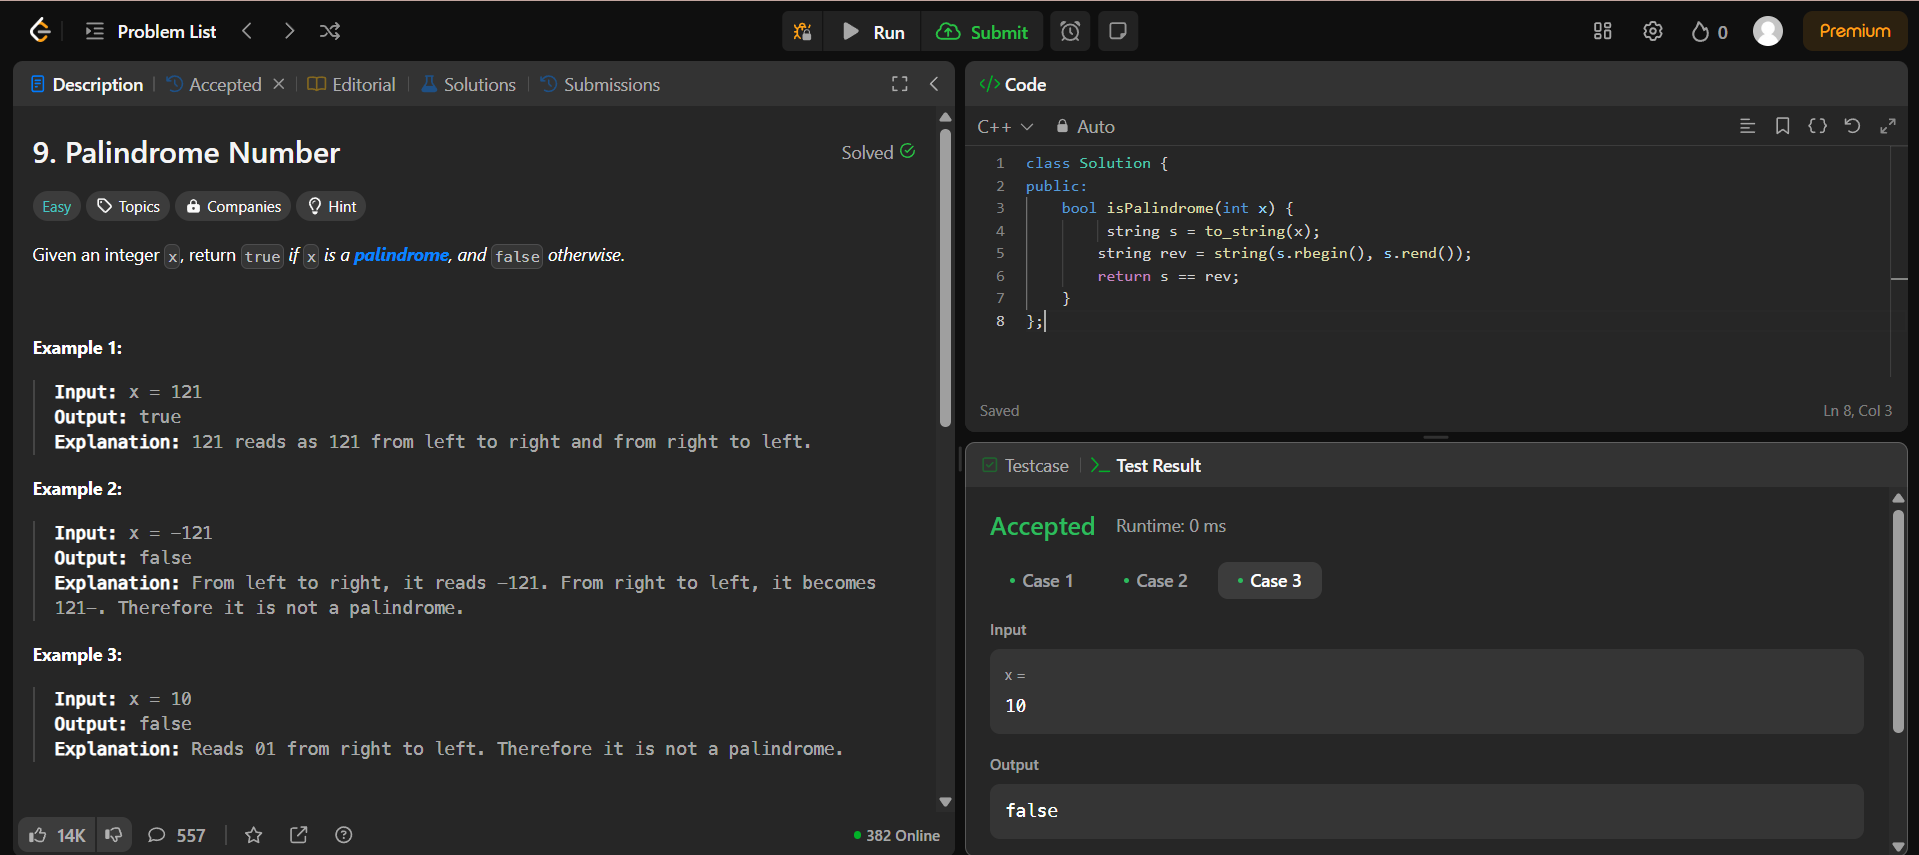 Problem List
Run
Submit
0
Premium
Description
Accepted
Editorial
Solutions
Submissions
9. Palindrome Number
Solved
Easy
Topics
Companies
Hint
Given an integer x, return true if x is a palindrome, and false otherwise.
Example 1:
Input: x = 121
Output: true
Explanation: 121 reads as 121 from left to right and from right to left.
Example 2:
Input: x = -121
Output: false
Explanation: From left to right, it reads -121. From right to left, it becomes
121-. Therefore it is not a palindrome.
Example 3:
Input: x = 10
Output: false
Explanation: Reads 01 from right to left. Therefore it is not a palindrome.
14K
557
382 Online
</> Code
C++
Auto
1 class Solution {
2 public:
3 bool isPalindrome(int x) {
4 string s = to_string(x);
5 string rev = string(s.rbegin(), s.rend());
6 return s == rev;
7 }
8 };
Saved
Ln 8, Col 3
Testcase
Test Result
Accepted
Runtime: 0 ms
Case 1
Case 2
Case 3
Input
x =
10
Output
false